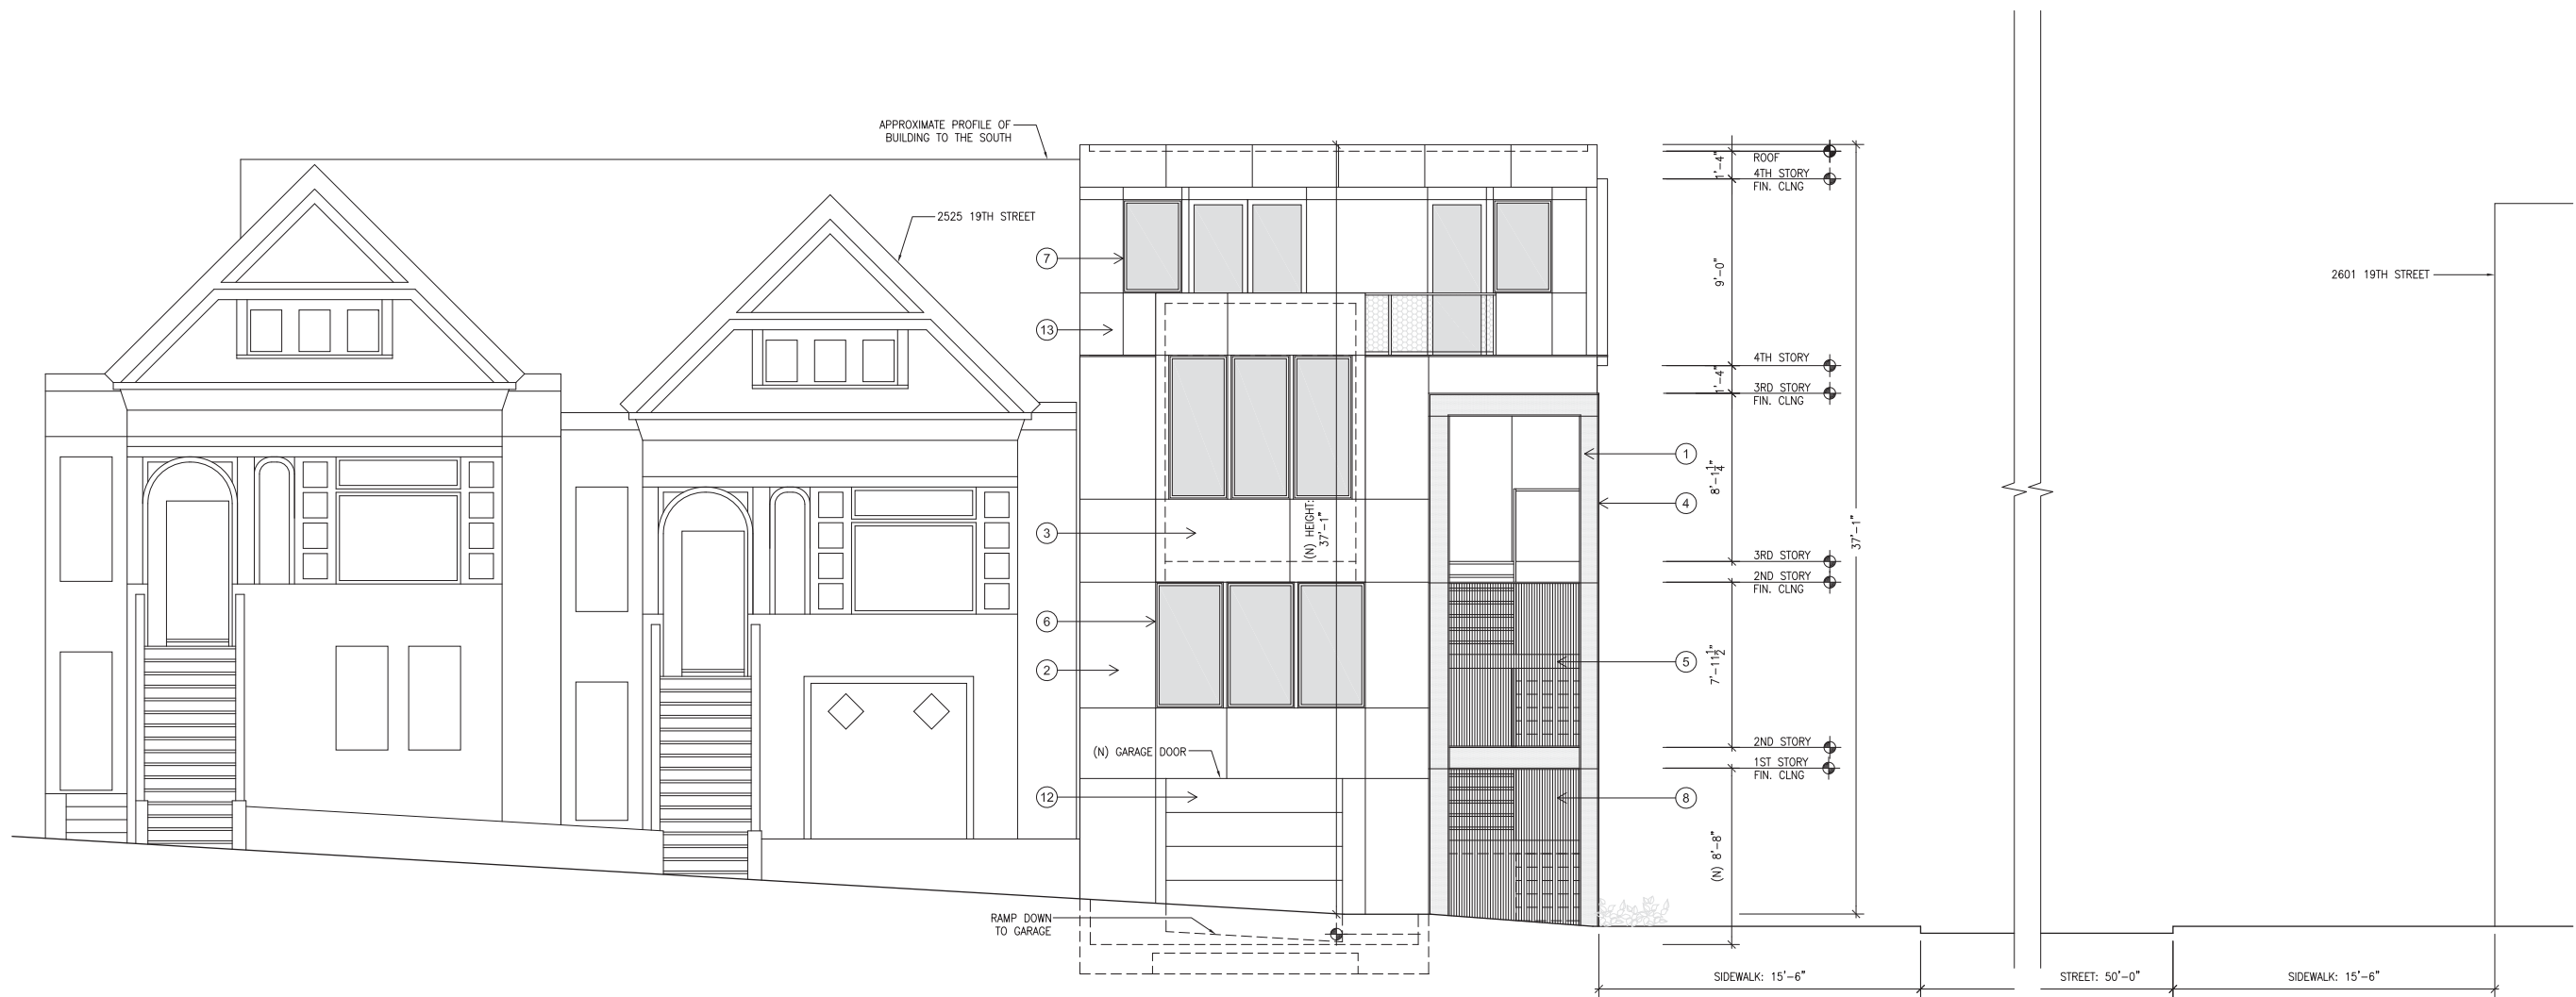 APPROXIMATE PROFILE OF
BUILDING TO THE SOUTH
2525 19TH STREET
7
13
3
6
2
(N) GARAGE DOOR
12
RAMP DOWN
TO GARAGE
(N) HEIGHT:
37'-1"
1
4
5
8
1'-4"
9'-0"
1'-4"
8'-1 1/4"
7'-11 1/2"
(N) 8'-8"
ROOF
4TH STORY
FIN. CLNG
4TH STORY
3RD STORY
FIN. CLNG
3RD STORY
2ND STORY
FIN. CLNG
2ND STORY
1ST STORY
FIN. CLNG
37'-1"
2601 19TH STREET
SIDEWALK: 15'-6"
STREET: 50'-0"
SIDEWALK: 15'-6"